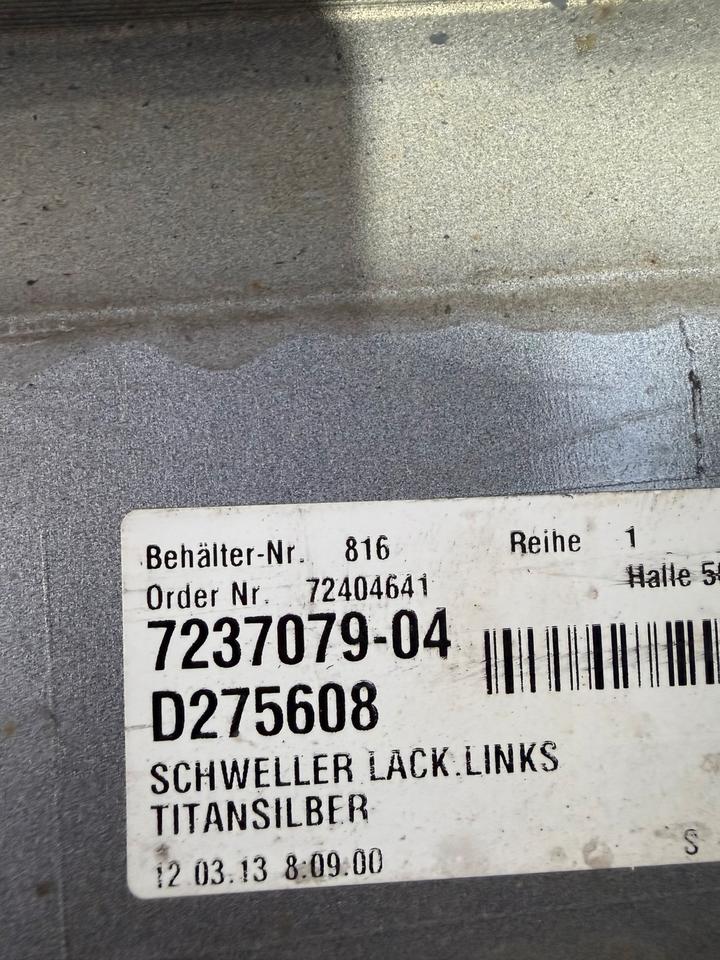 Behälter-Nr. 816 Reihe 1
Order Nr. 72404641 Halle
7237079-04
D275608
SCHWELLER LACK.LINKS
TITANSILBER
12 03.13 8:09.00 S